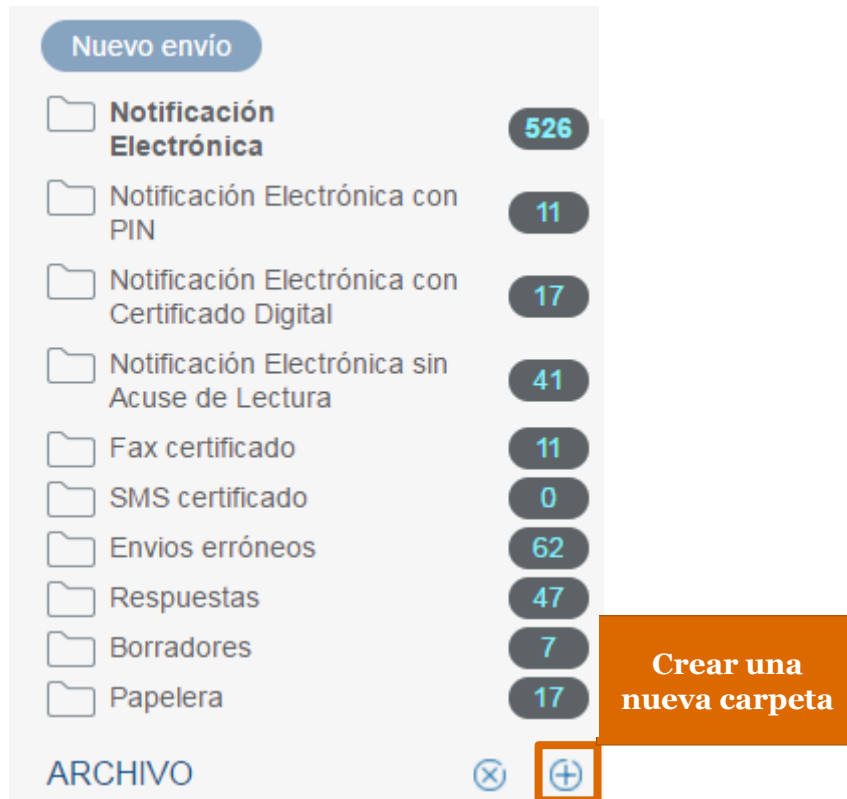 Nuevo envío
Notificación
Electrónica
526
Notificación Electrónica con
PIN
11
Notificación Electrónica con
Certificado Digital
17
Notificación Electrónica sin
Acuse de Lectura
41
Fax certificado
11
SMS certificado
0
Envios erróneos
62
Respuestas
47
Borradores
7
Papelera
17
Crear una
nueva carpeta
ARCHIVO